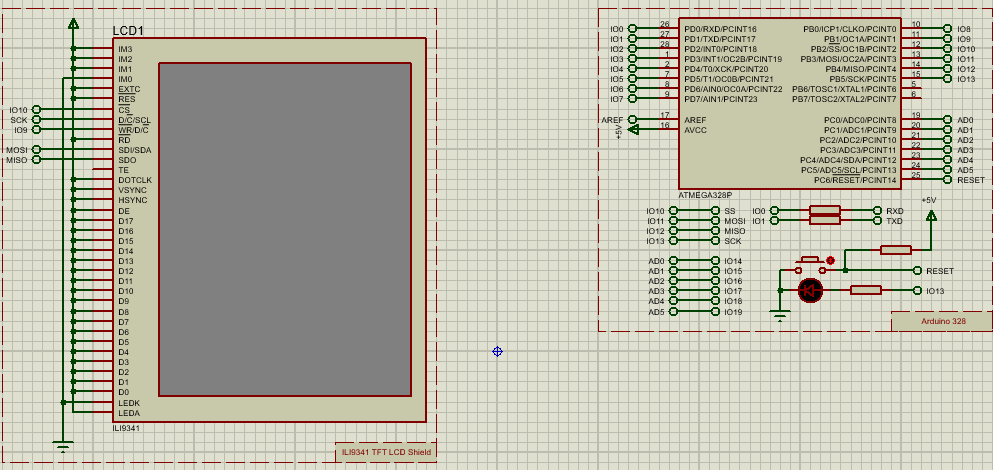 LCD1
IM3
IM2
IM1
IM0
EXTC
RES
IO10 CS
SCK D/C/SCL
IO9 WR/D/C
RD
MOSI SDI/SDA
MISO SDO
TE
DOTCLK
VSYNC
HSYNC
DE
D17
D16
D15
D14
D13
D12
D11
D10
D9
D8
D7
D6
D5
D4
D3
D2
D1
D0
LEDK
LEDA
ILI9341
ILI9341 TFT LCD Shield
IO0 26 PD0/RXD/PCINT16 PB0/ICP1/CLKO/PCINT0 10 IO8
IO1 27 PD1/TXD/PCINT17 PB1/OC1A/PCINT1 11 IO9
IO2 28 PD2/INT0/PCINT18 PB2/SS/OC1B/PCINT2 12 IO10
IO3 1 PD3/INT1/OC2B/PCINT19 PB3/MOSI/OC2A/PCINT3 13 IO11
IO4 2 PD4/T0/XCK/PCINT20 PB4/MISO/PCINT4 14 IO12
IO5 7 PD5/T1/OC0B/PCINT21 PB5/SCK/PCINT5 15 IO13
IO6 8 PD6/AIN0/OC0A/PCINT22 PB6/TOSC1/XTAL1/PCINT6 5
IO7 9 PD7/AIN1/PCINT23 PB7/TOSC2/XTAL2/PCINT7 6
AREF 17 AREF PC0/ADC0/PCINT8 19 AD0
+5V 16 AVCC PC1/ADC1/PCINT9 20 AD1
PC2/ADC2/PCINT10 21 AD2
PC3/ADC3/PCINT11 22 AD3
PC4/ADC4/SDA/PCINT12 23 AD4
PC5/ADC5/SCL/PCINT13 24 AD5
PC6/RESET/PCINT14 25 RESET
ATMEGA328P
+5V
IO10 SS IO0 RXD
IO11 MOSI IO1 TXD
IO12 MISO
IO13 SCK
AD0 IO14
AD1 IO15 RESET
AD2 IO16
AD3 IO17 IO13
AD4 IO18
AD5 IO19
Arduino 328